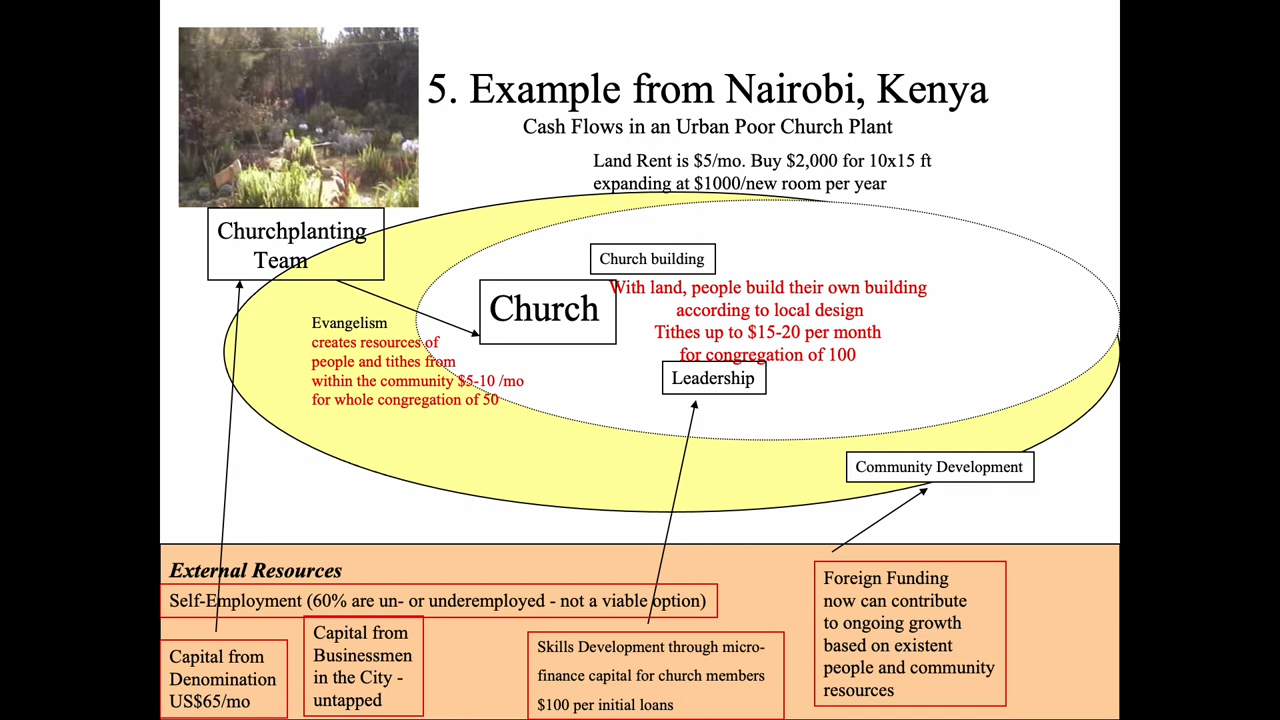 5. Example from Nairobi, Kenya
Cash Flows in an Urban Poor Church Plant
Land Rent is $5/mo. Buy $2,000 for 10x15 ft
expanding at $1000/new room per year
Churchplanting
Team
Church building
Church
With land, people build their own building
according to local design
Tithes up to $15-20 per month
for congregation of 100
Evangelism
creates resources of
people and tithes from
within the community $5-10 /mo
for whole congregation of 50
Leadership
Community Development
External Resources
Self-Employment (60% are un- or underemployed - not a viable option)
Capital from
Denomination
US$65/mo
Capital from
Businessmen
in the City -
untapped
Skills Development through micro-
finance capital for church members
$100 per initial loans
Foreign Funding
now can contribute
to ongoing growth
based on existent
people and community
resources